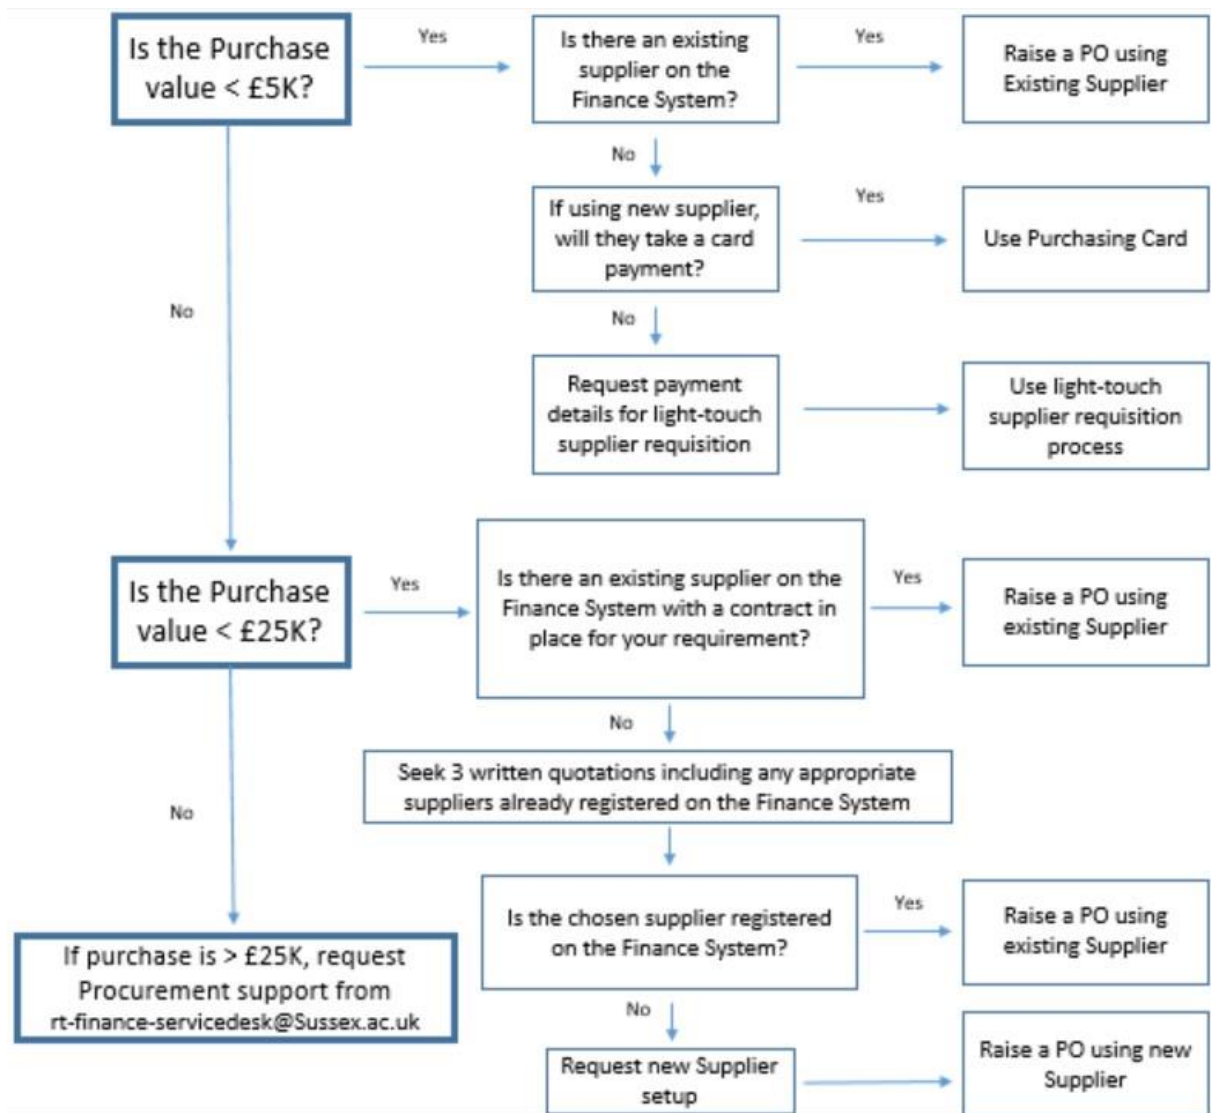 Is the Purchase
value < £5K?
Yes
Is there an existing
supplier on the
Finance System?
Yes
Raise a PO using
Existing Supplier
No
If using new supplier,
will they take a card
payment?
Yes
Use Purchasing Card
No
No
Request payment
details for light-touch
supplier requisition
Use light-touch
supplier requisition
process
Is the Purchase
value < £25K?
Yes
Is there an existing supplier on the
Finance System with a contract in
place for your requirement?
Yes
Raise a PO using
existing Supplier
No
Seek 3 written quotations including any appropriate
suppliers already registered on the Finance System
No
Is the chosen supplier registered
on the Finance System?
Yes
Raise a PO using
existing Supplier
If purchase is > £25K, request
Procurement support from
rt-finance-servicedesk@Sussex.ac.uk
No
Request new Supplier
setup
Raise a PO using new
Supplier